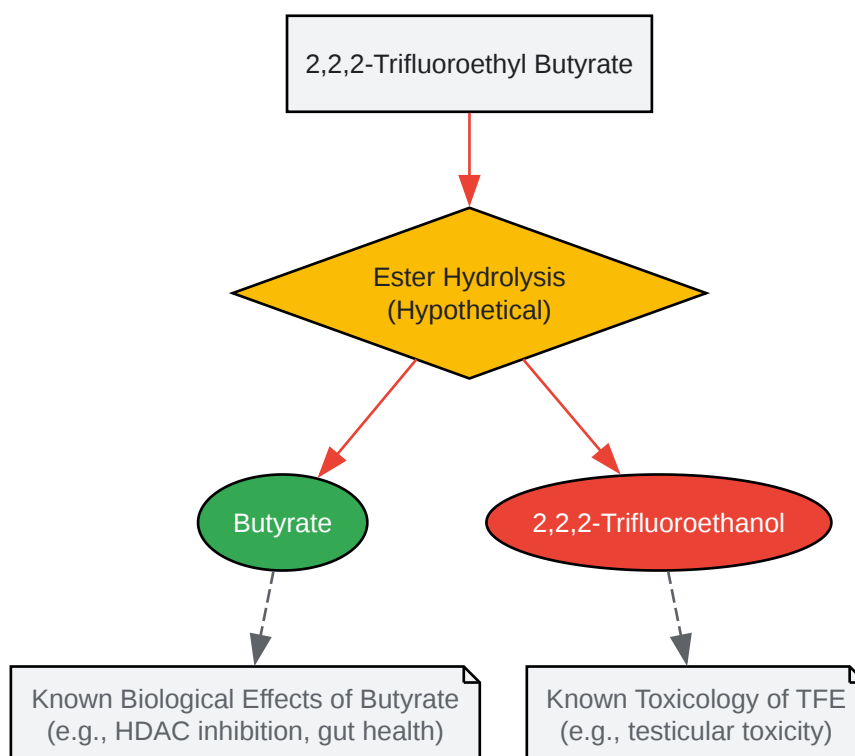 2,2,2-Trifluoroethyl Butyrate
Ester Hydrolysis
(Hypothetical)
Butyrate
2,2,2-Trifluoroethanol
Known Biological Effects of Butyrate
(e.g., HDAC inhibition, gut health)
Known Toxicology of TFE
(e.g., testicular toxicity)